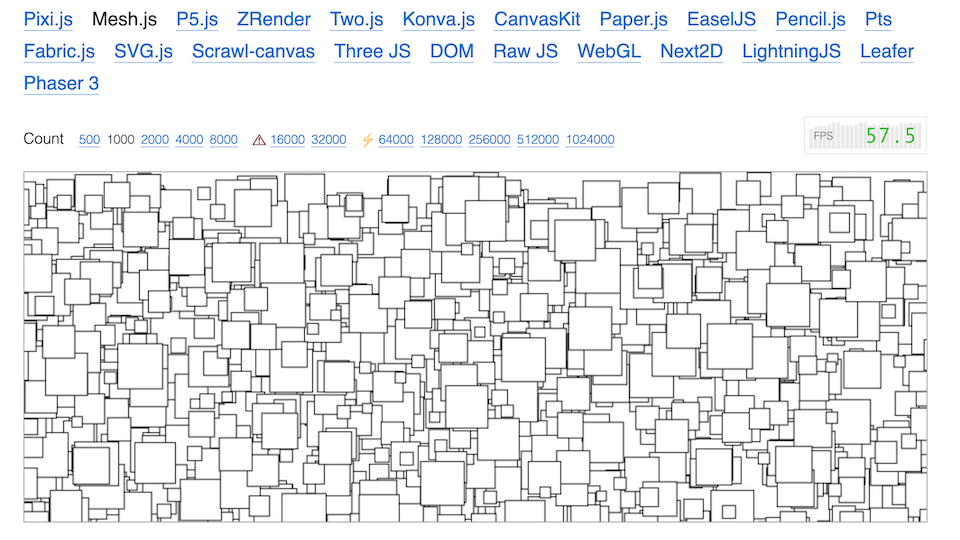 Pixi.js Mesh.js P5.js ZRender Two.js Konva.js CanvasKit Paper.js EaselJS Pencil.js Pts
Fabric.js SVG.js Scrawl-canvas Three JS DOM Raw JS WebGL Next2D LightningJS Leafer
Phaser 3
Count 500 1000 2000 4000 8000 ⚠ 16000 32000 ⚡ 64000 128000 256000 512000 1024000
FPS 57.5